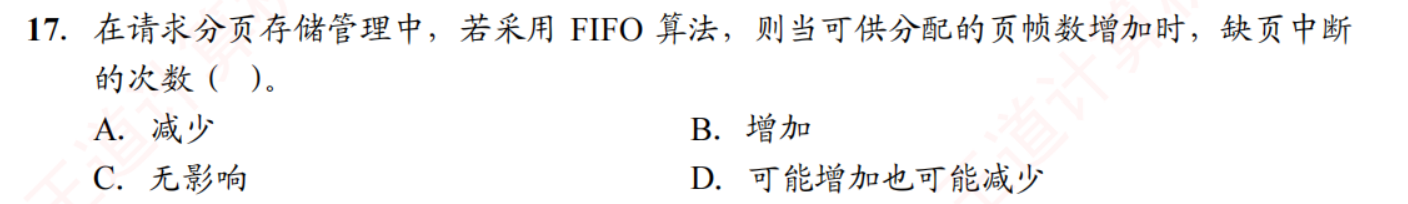 17. 在请求分页存储管理中，若采用 FIFO 算法，则当可供分配的页帧数增加时，缺页中断
的次数（ ）。
A. 减少 B. 增加
C. 无影响 D. 可能增加也可能减少